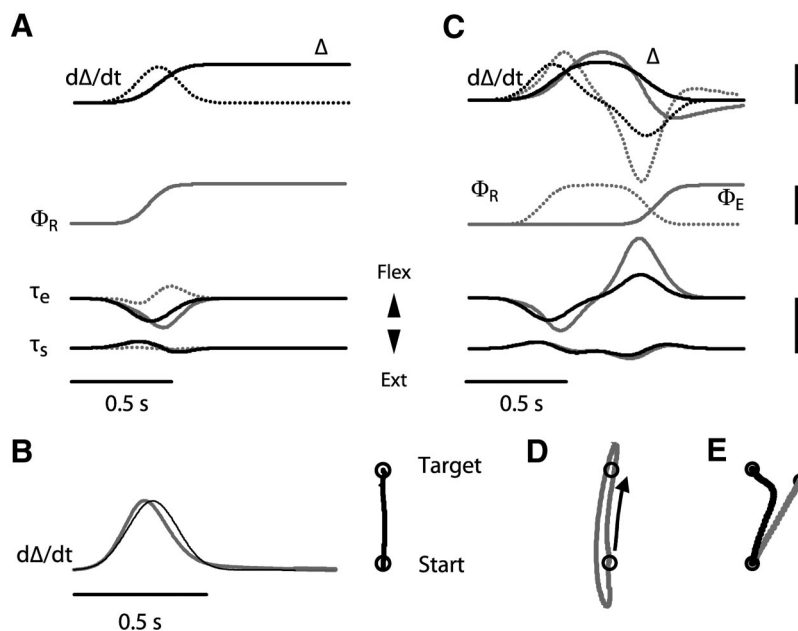 A
C
Δ
dΔ/dt
Δ
dΔ/dt
Φ_R
Φ_R
Φ_E
τ_e
Flex
τ_s
Ext
0.5 s
0.5 s
B
D
E
Target
dΔ/dt
Start
0.5 s